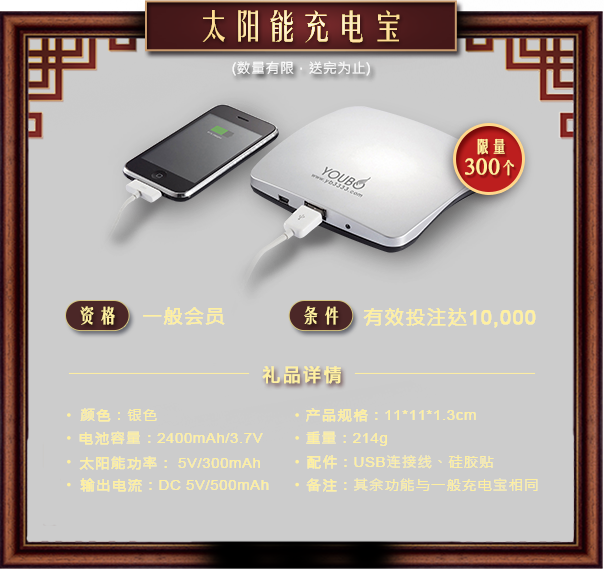 太阳能充电宝
(数量有限，送完为止)
限量
300个
YOUBO
www.yb3333.com
资格 一般会员
条件 有效投注达10,000
礼品详情
• 颜色：银色
• 电池容量：2400mAh/3.7V
• 太阳能功率： 5V/300mAh
• 输出电流：DC 5V/500mAh
• 产品规格：11*11*1.3cm
• 重量：214g
• 配件：USB连接线、硅胶贴
• 备注：其余功能与一般充电宝相同